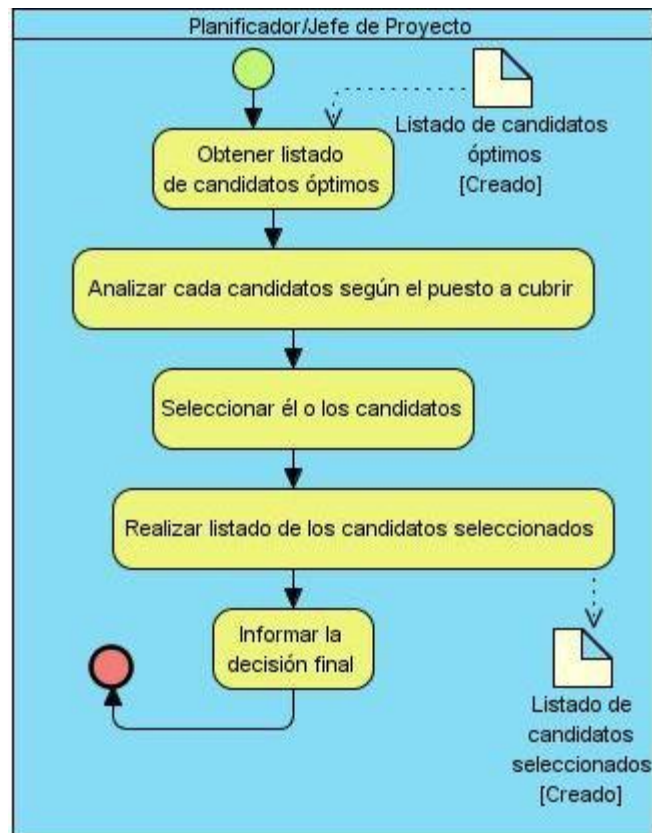 Planificador/Jefe de Proyecto
Listado de candidatos
óptimos
[Creado]
Obtener listado
de candidatos óptimos
Analizar cada candidatos según el puesto a cubrir
Seleccionar él o los candidatos
Realizar listado de los candidatos seleccionados
Informar la
decisión final
Listado de
candidatos
seleccionados
[Creado]